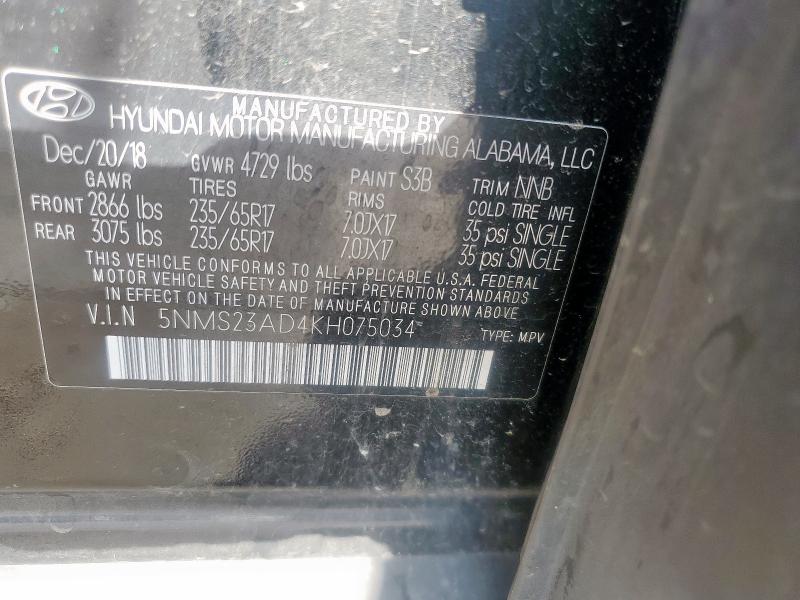 MANUFACTURED BY
HYUNDAI MOTOR MANUFACTURING ALABAMA, LLC
Dec/20/18 GVWR 4729 lbs PAINT S3B TRIM NNB
GAWR TIRES RIMS COLD TIRE INFL
FRONT 2866 lbs 235/65R17 7.0JX17 35 psi SINGLE
REAR 3075 lbs 235/65R17 7.0JX17 35 psi SINGLE
THIS VEHICLE CONFORMS TO ALL APPLICABLE U.S.A. FEDERAL
MOTOR VEHICLE SAFETY AND THEFT PREVENTION STANDARDS
IN EFFECT ON THE DATE OF MANUFACTURE SHOWN ABOVE.
V.I.N 5NMS23AD4KH075034 TYPE: M.PV